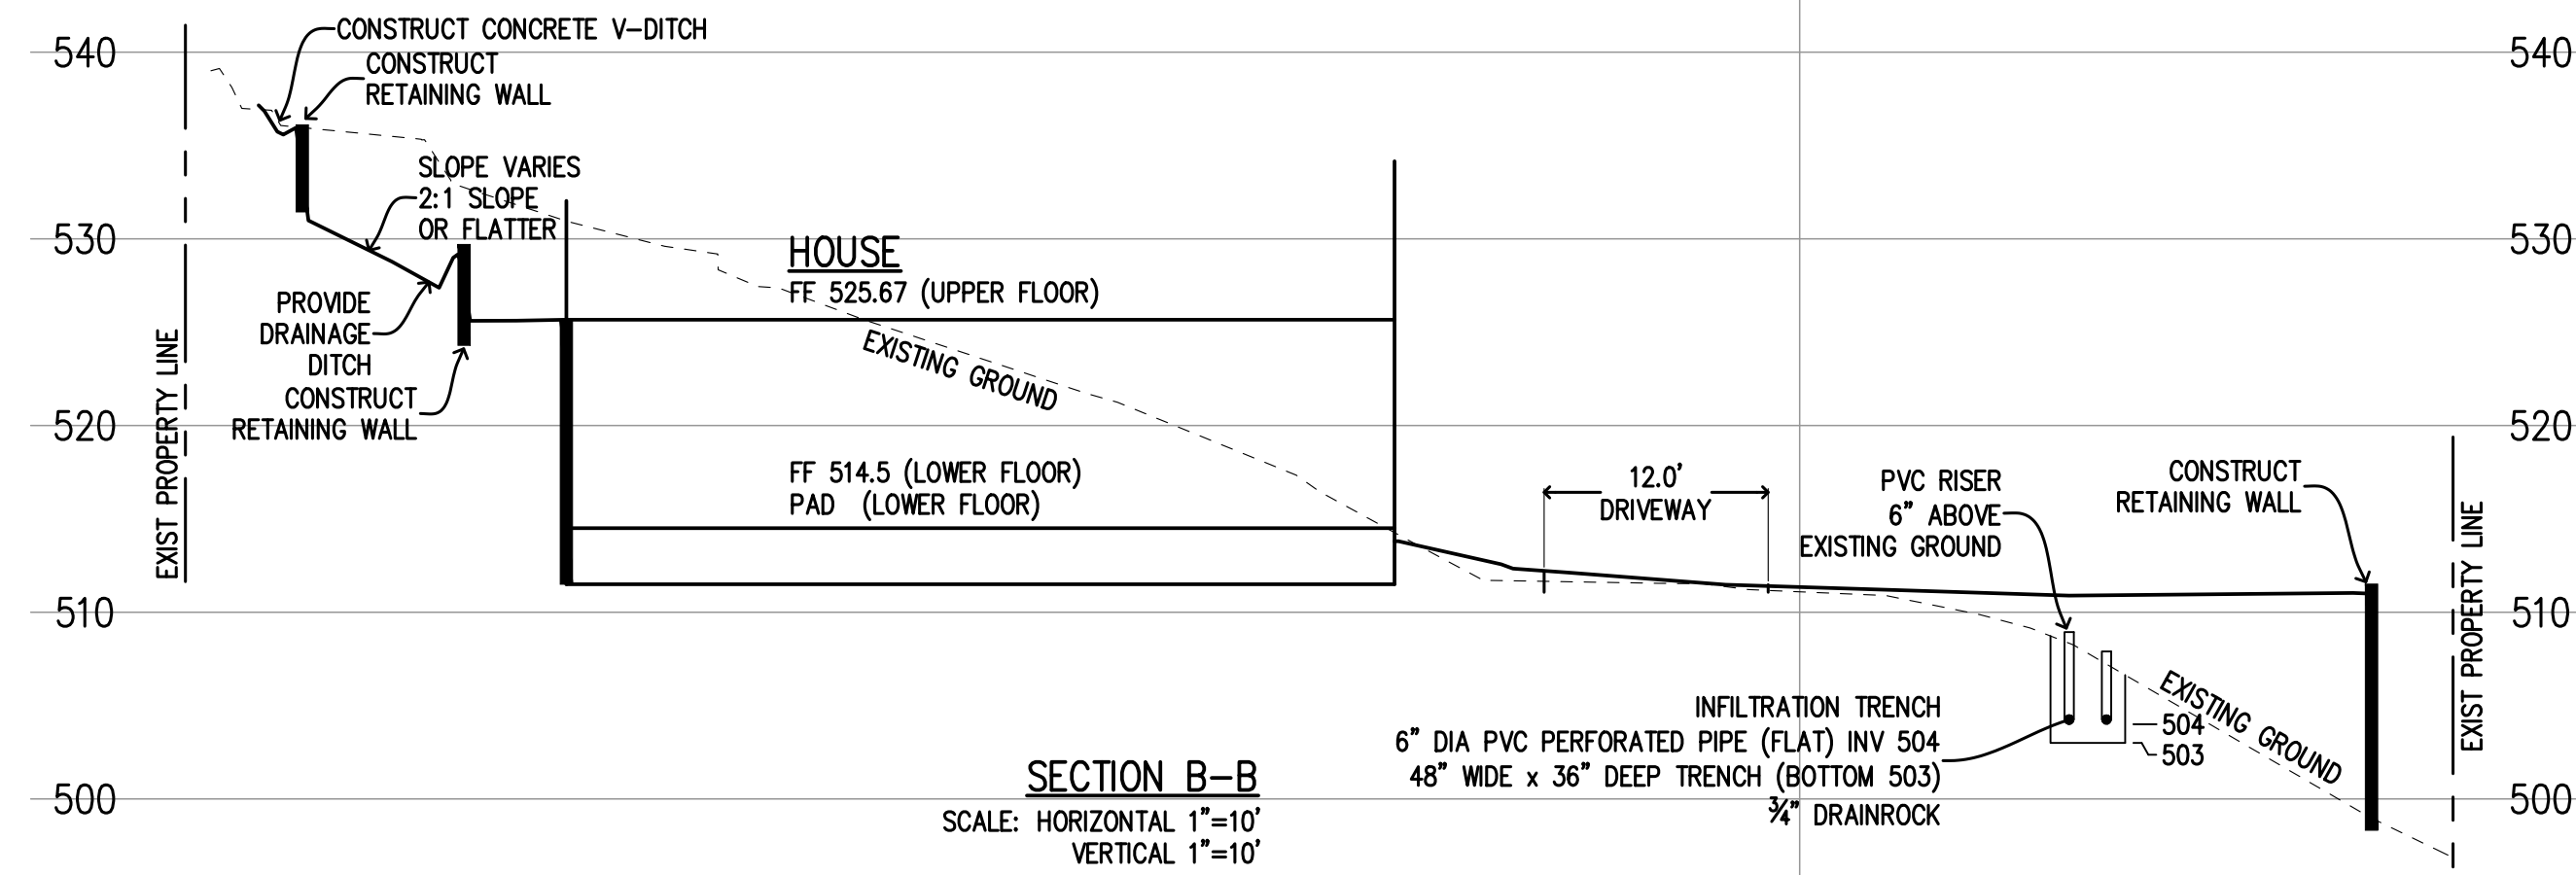 540
CONSTRUCT CONCRETE V-DITCH
CONSTRUCT
RETAINING WALL
540
SLOPE VARIES
2:1 SLOPE
OR FLATTER
530
HOUSE
FF 525.67 (UPPER FLOOR)
530
PROVIDE
DRAINAGE
DITCH
CONSTRUCT
RETAINING WALL
EXIST PROPERTY LINE
EXISTING GROUND
520
520
FF 514.5 (LOWER FLOOR)
PAD (LOWER FLOOR)
12.0'
DRIVEWAY
PVC RISER
6" ABOVE
EXISTING GROUND
CONSTRUCT
RETAINING WALL
EXIST PROPERTY LINE
510
510
INFILTRATION TRENCH
6" DIA PVC PERFORATED PIPE (FLAT) INV 504
48" WIDE x 36" DEEP TRENCH (BOTTOM 503)
¾" DRAINROCK
504
503
EXISTING GROUND
500
500
SECTION B-B
SCALE: HORIZONTAL 1"=10'
VERTICAL 1"=10'